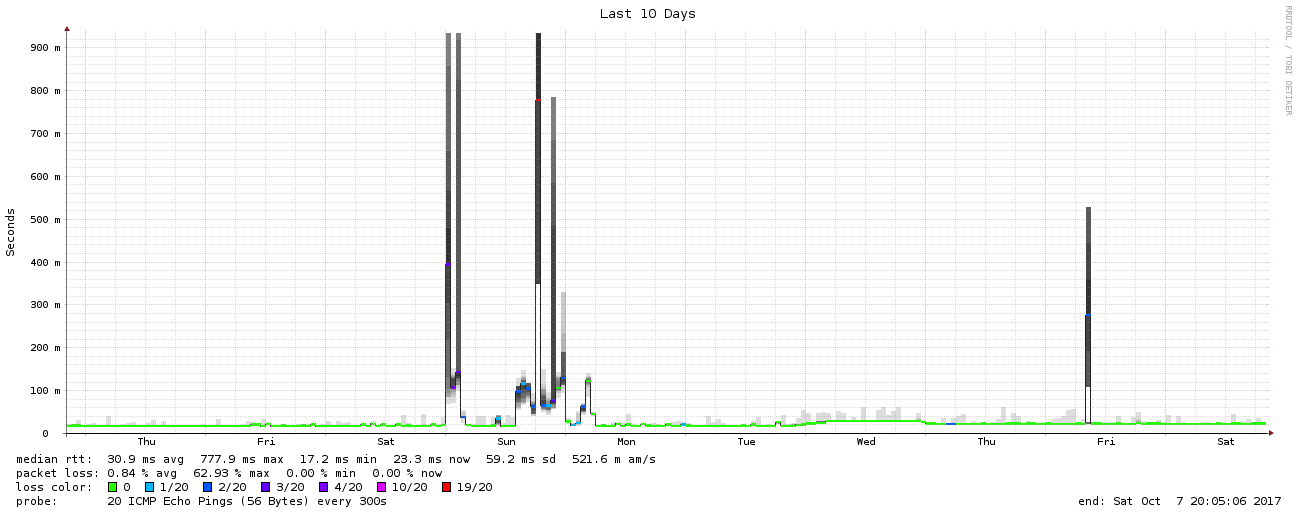 Last 10 Days
RRDTOOL / TOBI OETIKER
Seconds
900 m
800 m
700 m
600 m
500 m
400 m
300 m
200 m
100 m
0
Thu Fri Sat Sun Mon Tue Wed Thu Fri Sat
median rtt: 30.9 ms avg 777.9 ms max 17.2 ms min 23.3 ms now 59.2 ms sd 521.6 m am/s
packet loss: 0.84 % avg 62.93 % max 0.00 % min 0.00 % now
loss color: 0 1/20 2/20 3/20 4/20 10/20 19/20
probe: 20 ICMP Echo Pings (56 Bytes) every 300s end: Sat Oct 7 20:05:06 2017